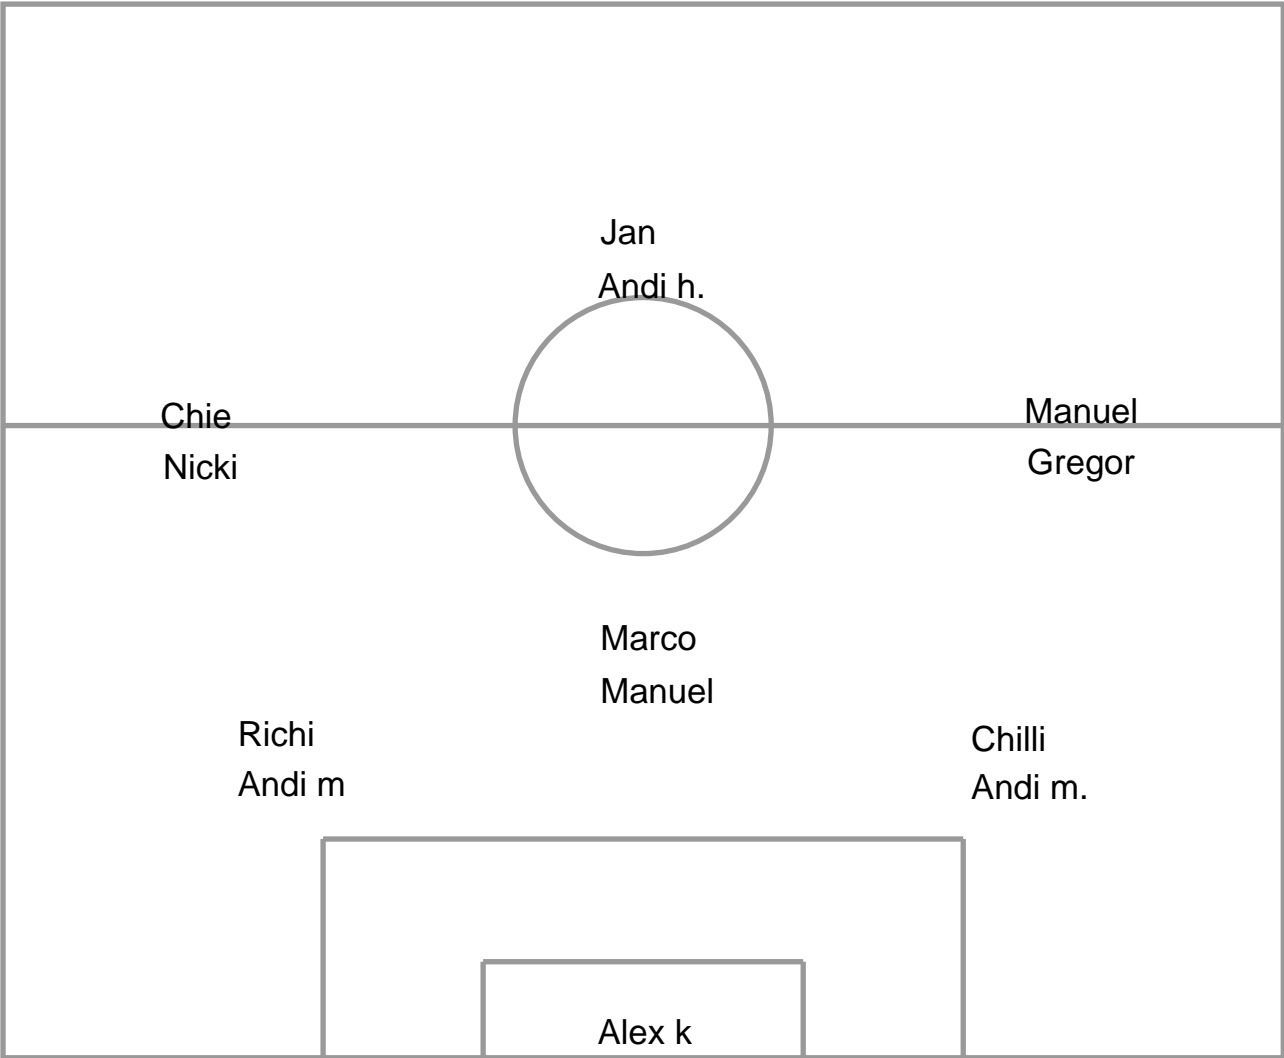 Jan
Andi h.
Chie
Nicki
Manuel
Gregor
Marco
Manuel
Richi
Andi m
Chilli
Andi m.
Alex k